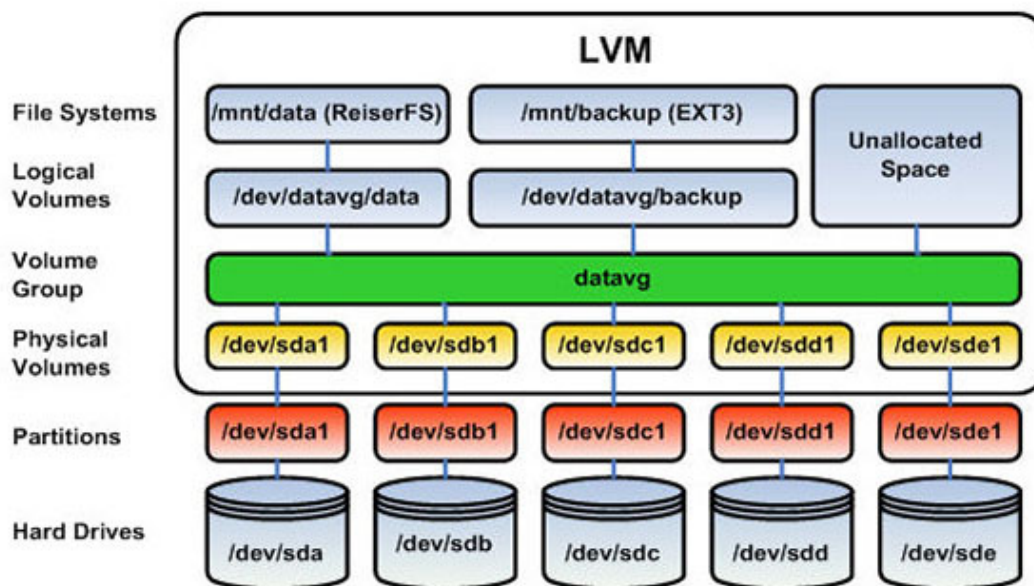 LVM
File Systems
/mnt/data (ReiserFS)
/mnt/backup (EXT3)
Unallocated
Space
Logical
Volumes
/dev/datavg/data
/dev/datavg/backup
Volume
Group
datavg
Physical
Volumes
/dev/sda1
/dev/sdb1
/dev/sdc1
/dev/sdd1
/dev/sde1
Partitions
/dev/sda1
/dev/sdb1
/dev/sdc1
/dev/sdd1
/dev/sde1
Hard Drives
/dev/sda
/dev/sdb
/dev/sdc
/dev/sdd
/dev/sde